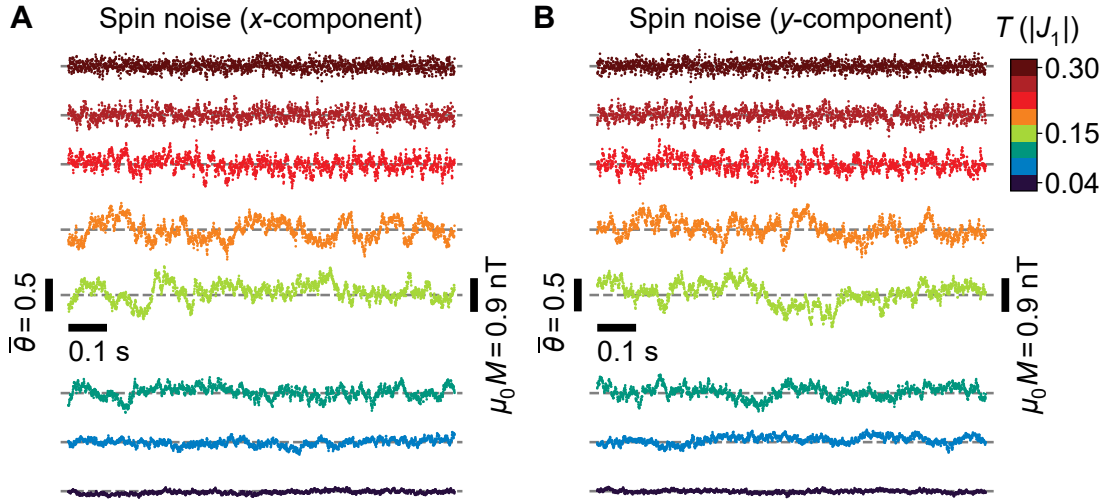 A
Spin noise (x-component)
θ̅ = 0.5
0.1 s
μ₀M = 0.9 nT
B
Spin noise (y-component)
θ̅ = 0.5
0.1 s
μ₀M = 0.9 nT
T (|J₁|)
0.30
0.15
0.04